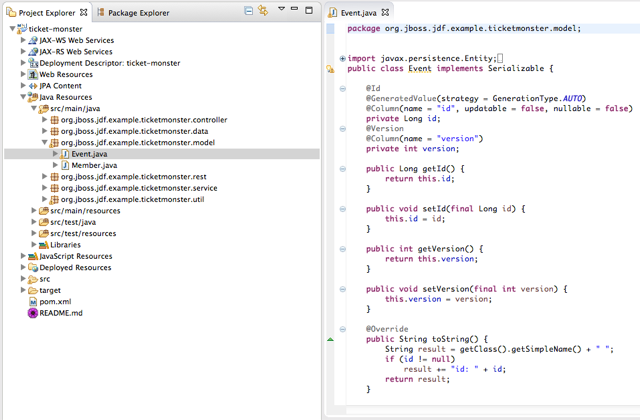 Project Explorer
Package Explorer
ticket-monster
JAX-WS Web Services
JAX-RS Web Services
Deployment Descriptor: ticket-monster
Web Resources
JPA Content
Java Resources
src/main/java
org.jboss.jdf.example.ticketmonster.controller
org.jboss.jdf.example.ticketmonster.data
org.jboss.jdf.example.ticketmonster.model
Event.java
Member.java
org.jboss.jdf.example.ticketmonster.rest
org.jboss.jdf.example.ticketmonster.service
org.jboss.jdf.example.ticketmonster.util
src/main/resources
src/test/java
src/test/resources
Libraries
JavaScript Resources
Deployed Resources
src
target
pom.xml
README.md
Event.java
package org.jboss.jdf.example.ticketmonster.model;
import javax.persistence.Entity;
public class Event implements Serializable {
@Id
@GeneratedValue(strategy = GenerationType.AUTO)
@Column(name = "id", updatable = false, nullable = false)
private Long id;
@Version
@Column(name = "version")
private int version;
public Long getId() {
return this.id;
}
public void setId(final Long id) {
this.id = id;
}
public int getVersion() {
return this.version;
}
public void setVersion(final int version) {
this.version = version;
}
@Override
public String toString() {
String result = getClass().getSimpleName() + " ";
if (id != null)
result += "id: " + id;
return result;
}